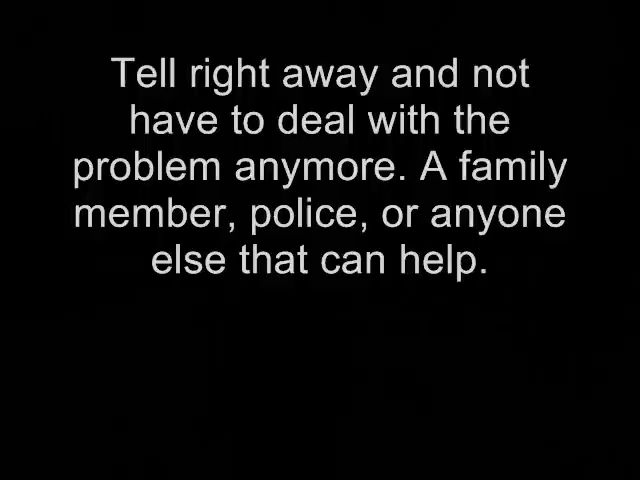 Tell right away and not
have to deal with the
problem anymore. A family
member, police, or anyone
else that can help.